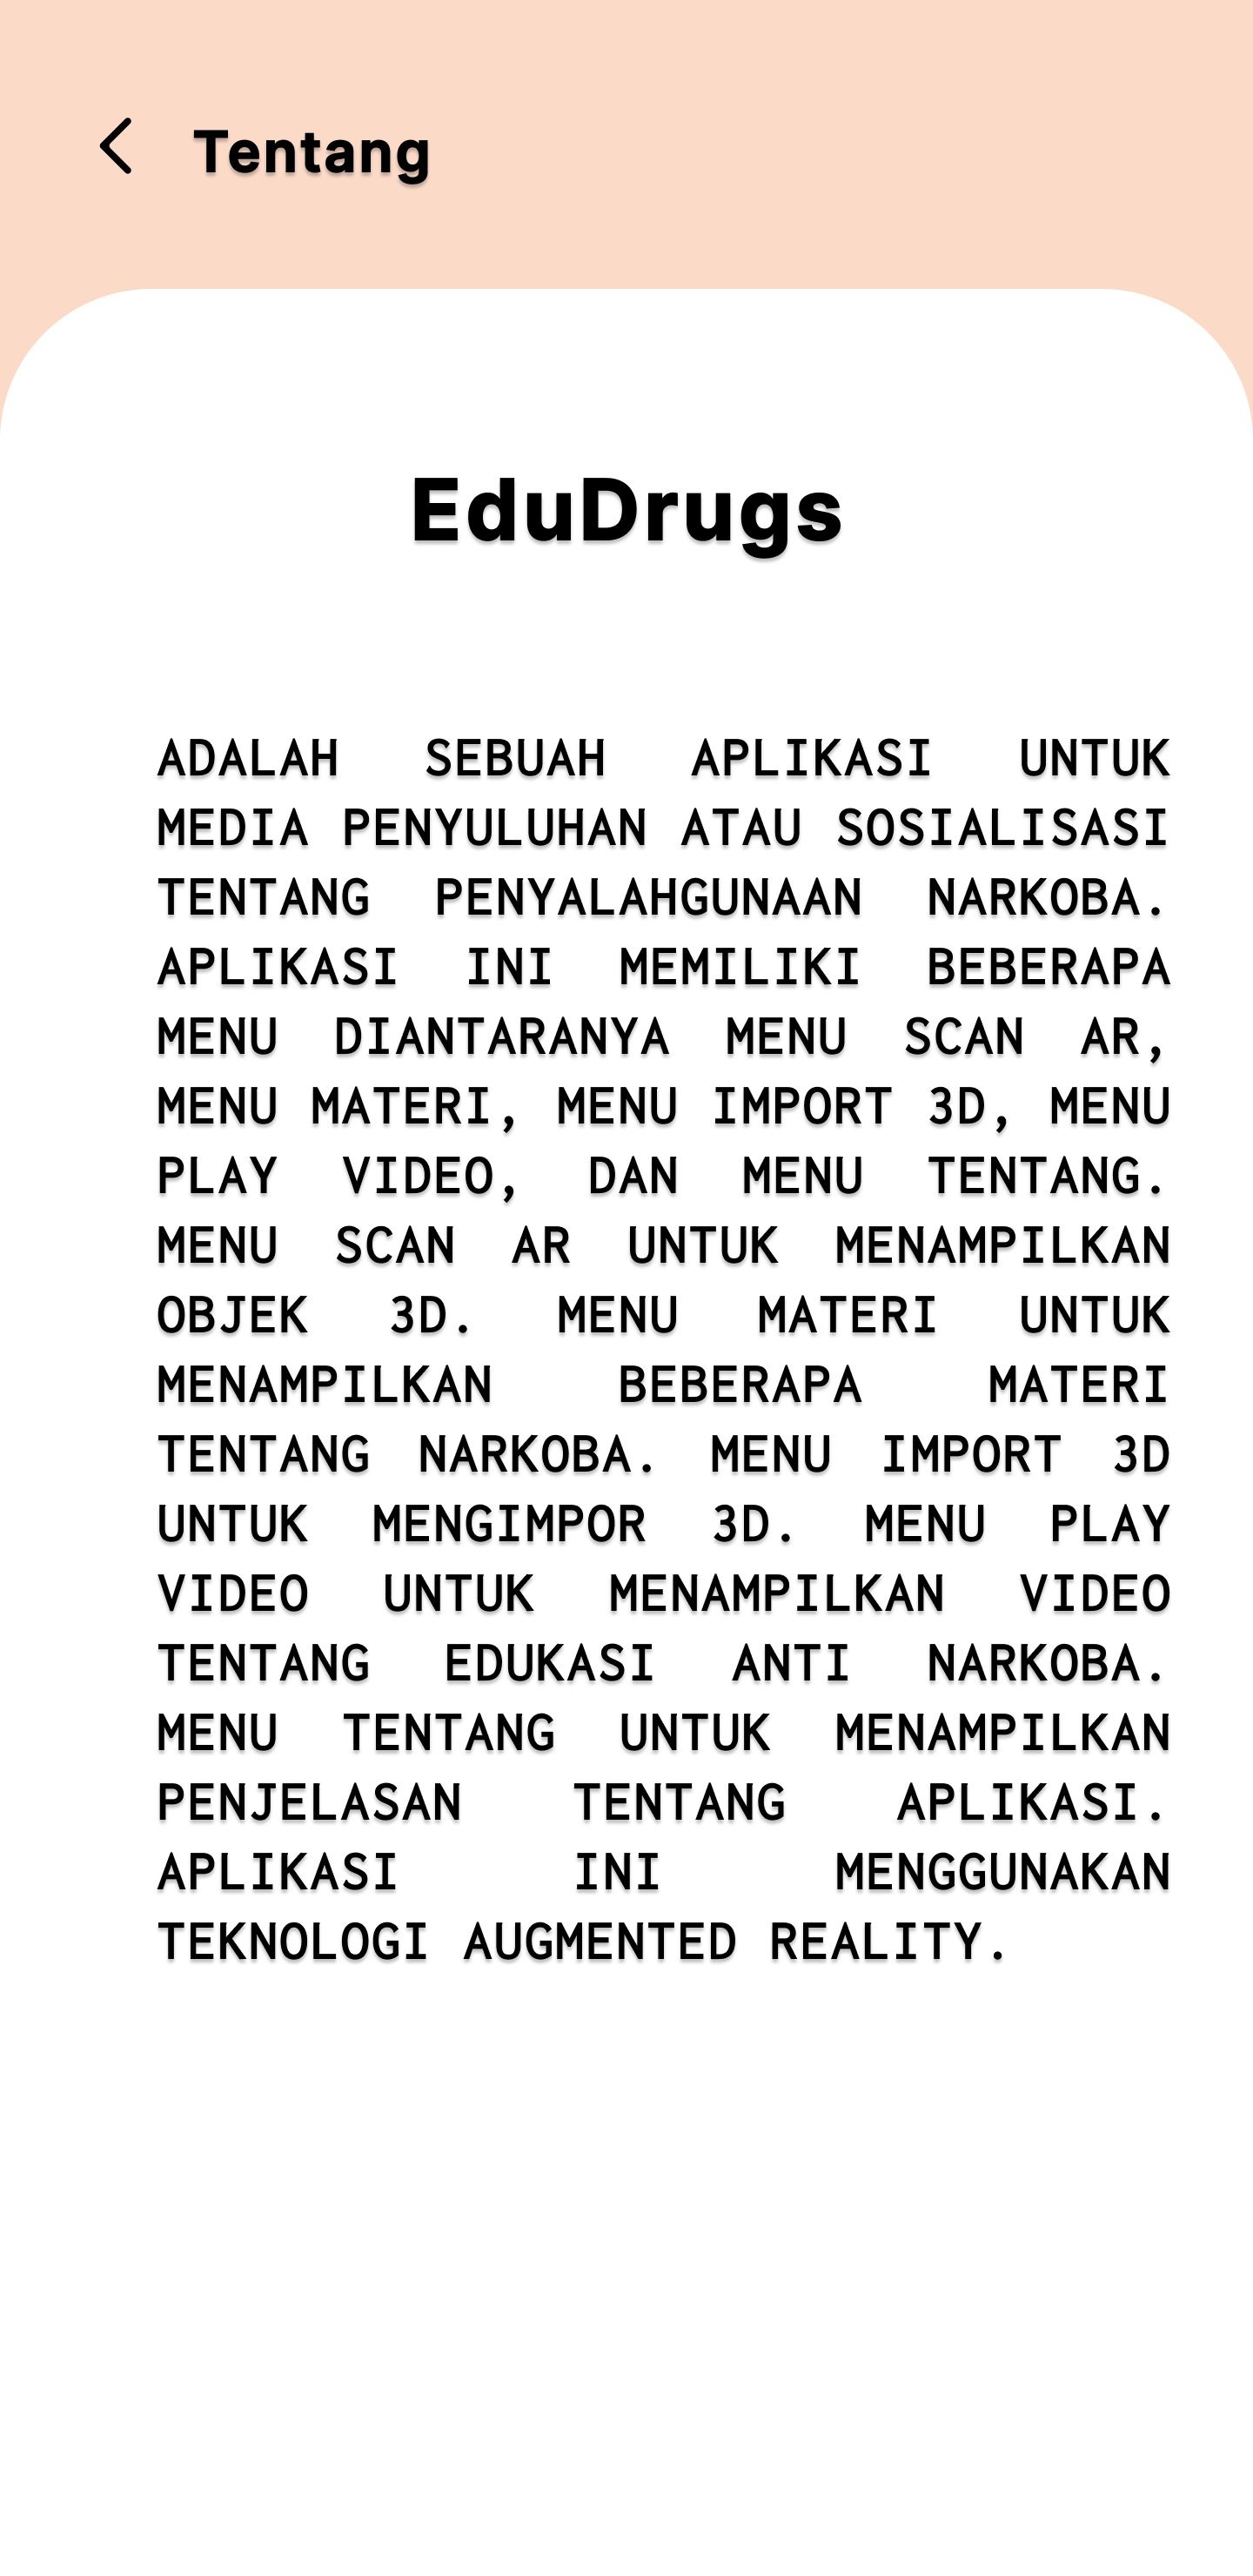 Tentang
EduDrugs
ADALAH SEBUAH APLIKASI UNTUK
MEDIA PENYULUHAN ATAU SOSIALISASI
TENTANG PENYALAHGUNAAN NARKOBA.
APLIKASI INI MEMILIKI BEBERAPA
MENU DIANTARANYA MENU SCAN AR,
MENU MATERI, MENU IMPORT 3D, MENU
PLAY VIDEO, DAN MENU TENTANG.
MENU SCAN AR UNTUK MENAMPILKAN
OBJEK 3D. MENU MATERI UNTUK
MENAMPILKAN BEBERAPA MATERI
TENTANG NARKOBA. MENU IMPORT 3D
UNTUK MENGIMPOR 3D. MENU PLAY
VIDEO UNTUK MENAMPILKAN VIDEO
TENTANG EDUKASI ANTI NARKOBA.
MENU TENTANG UNTUK MENAMPILKAN
PENJELASAN TENTANG APLIKASI.
APLIKASI INI MENGGUNAKAN
TEKNOLOGI AUGMENTED REALITY.